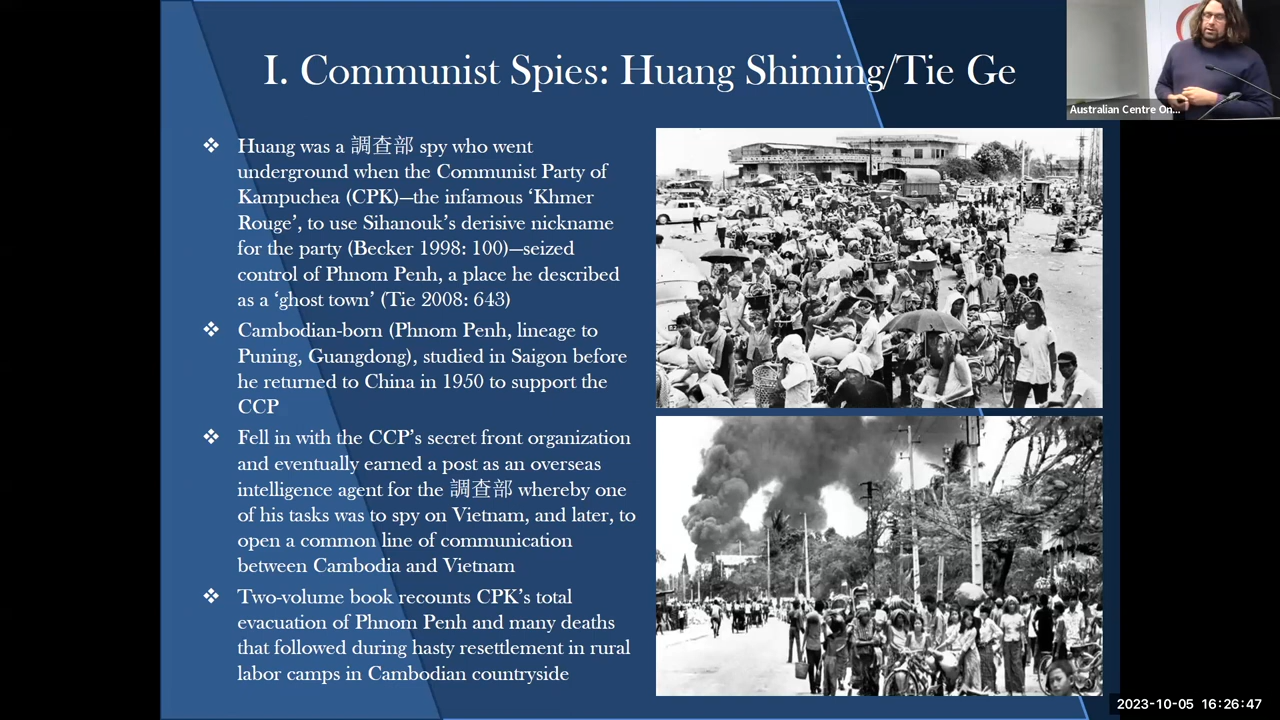 I. Communist Spies: Huang Shiming/Tie Ge
Australian Centre On...
❖ Huang was a 調查部 spy who went
underground when the Communist Party of
Kampuchea (CPK)—the infamous ‘Khmer
Rouge’, to use Sihanouk’s derisive nickname
for the party (Becker 1998: 100)—seized
control of Phnom Penh, a place he described
as a ‘ghost town’ (Tie 2008: 643)
❖ Cambodian-born (Phnom Penh, lineage to
Puning, Guangdong), studied in Saigon before
he returned to China in 1950 to support the
CCP
❖ Fell in with the CCP’s secret front organization
and eventually earned a post as an overseas
intelligence agent for the 調查部 whereby one
of his tasks was to spy on Vietnam, and later, to
open a common line of communication
between Cambodia and Vietnam
❖ Two-volume book recounts CPK’s total
evacuation of Phnom Penh and many deaths
that followed during hasty resettlement in rural
labor camps in Cambodian countryside
2023-10-05 16:26:47